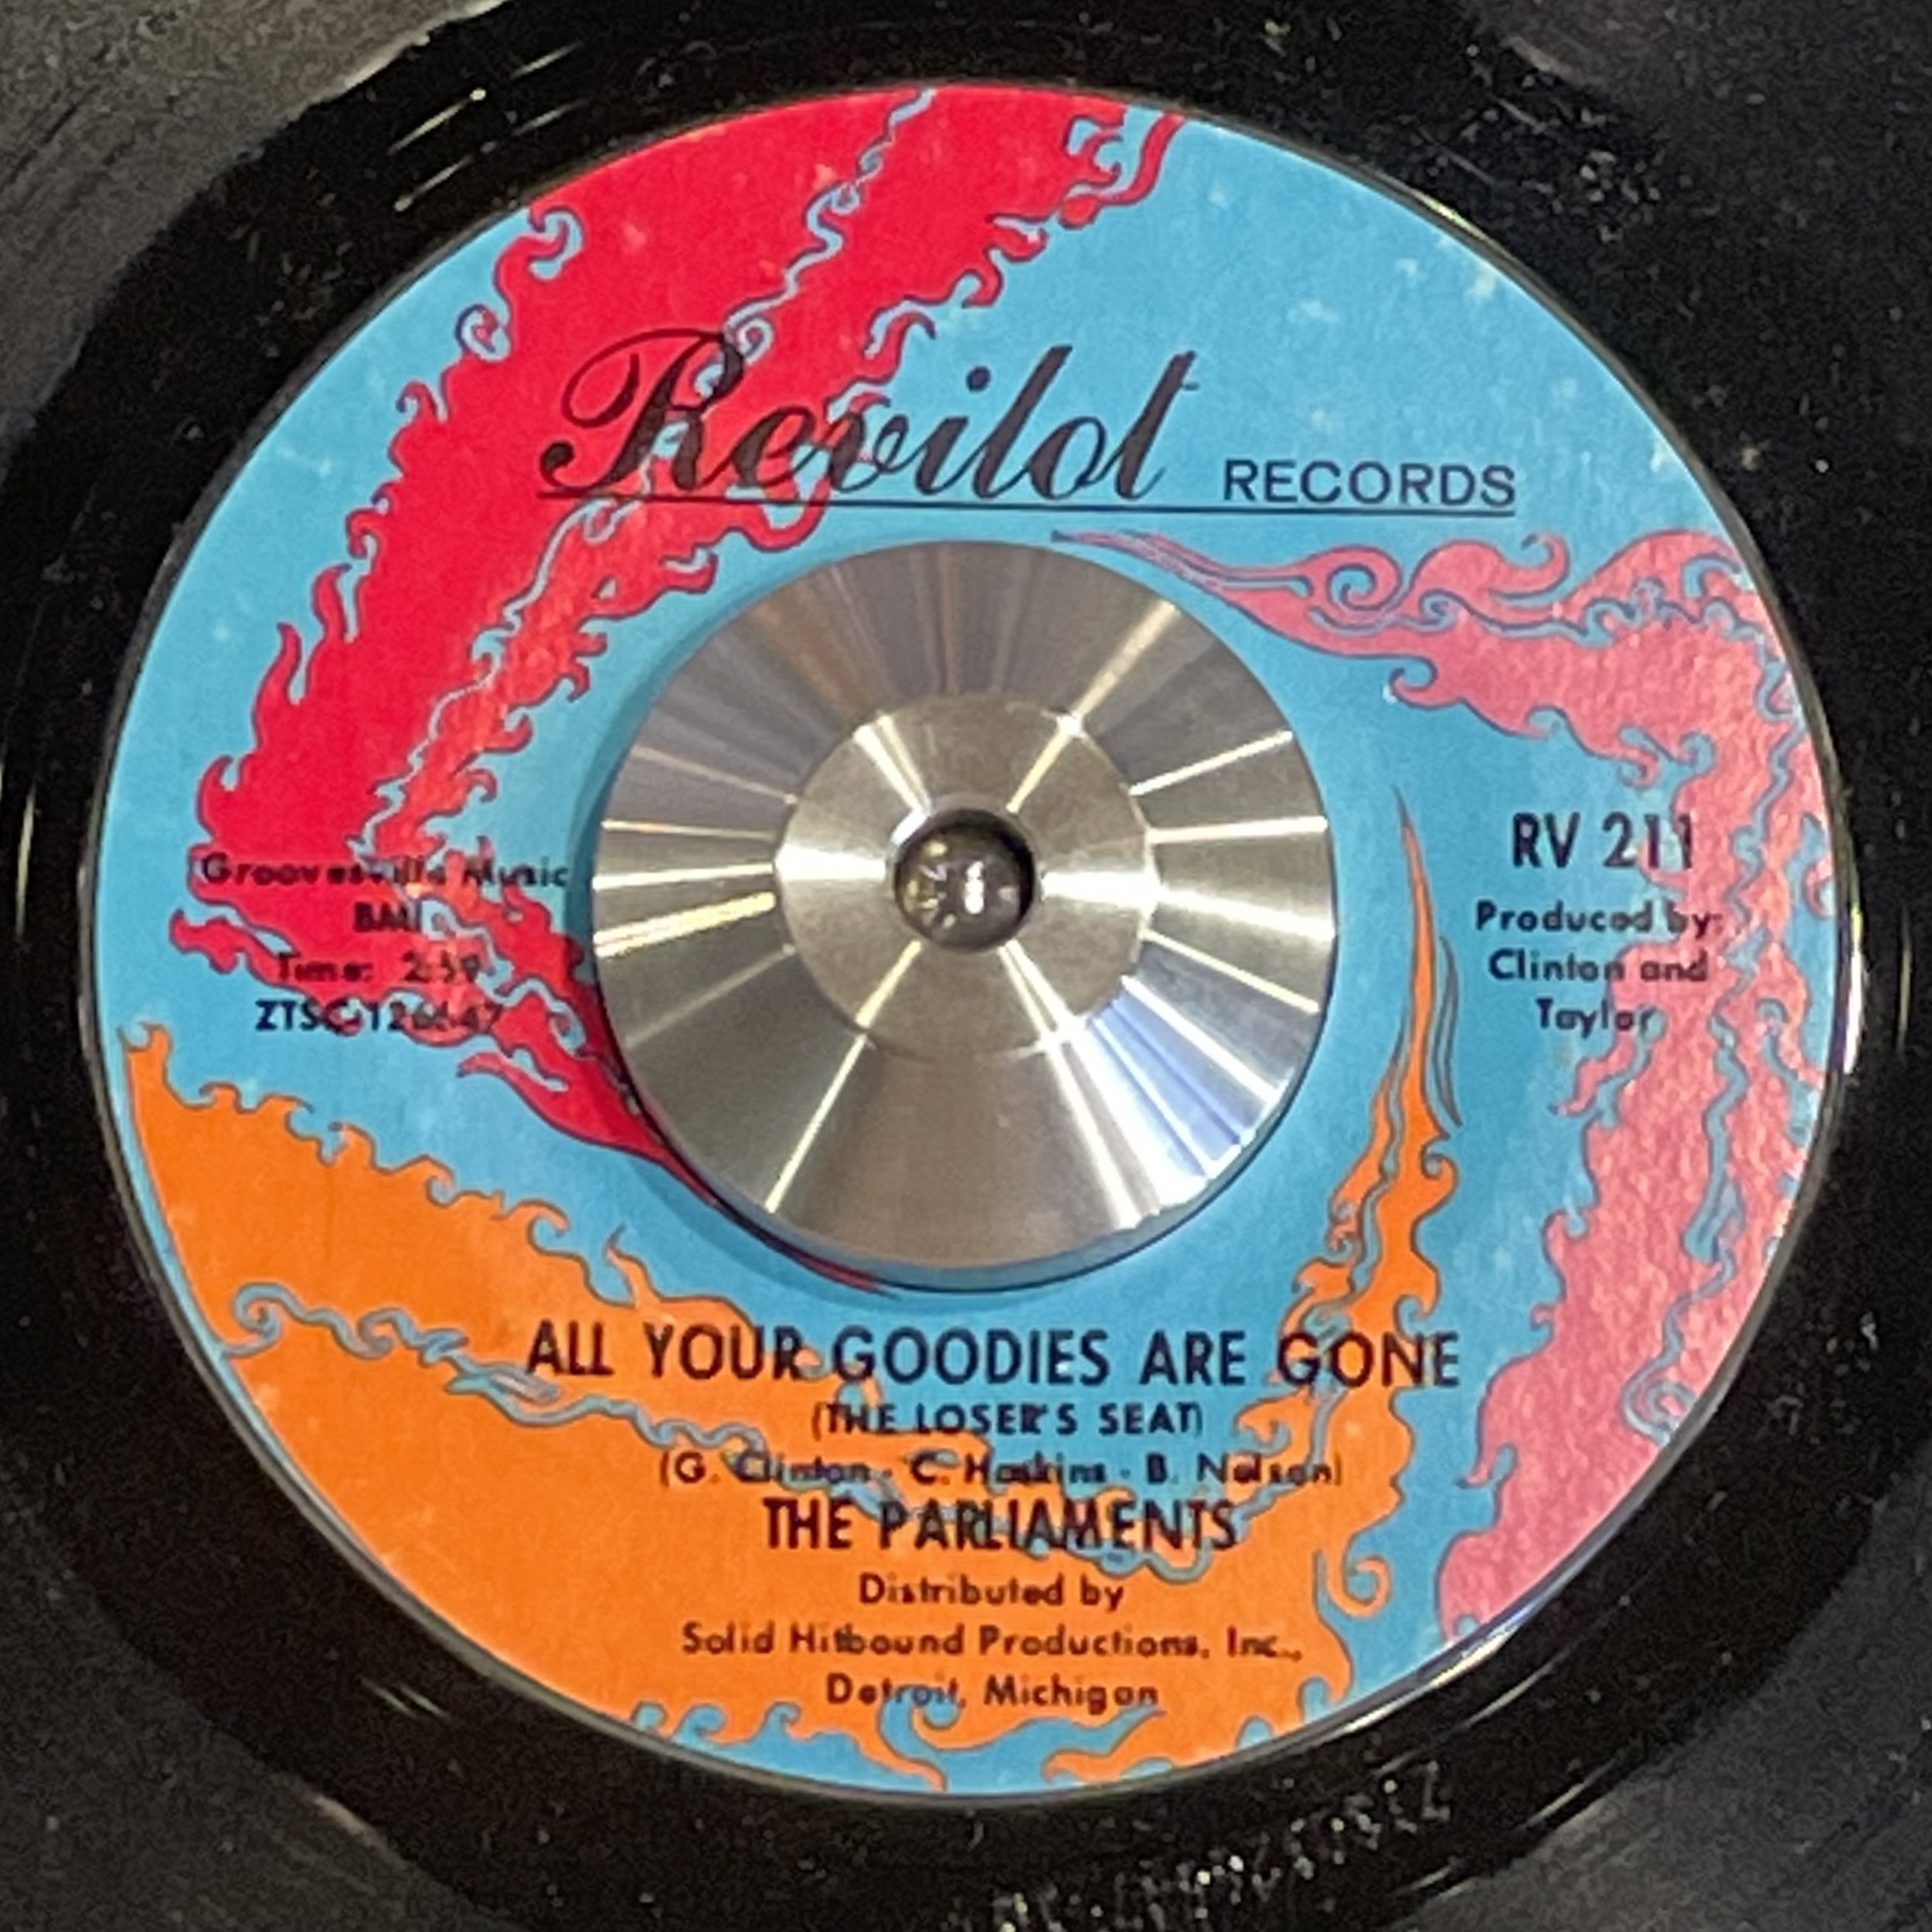 Revilot RECORDS
Groovesville Music
BMI
Time: 2:59
RV 211
Produced by:
Clinton and
Taylor
ALL YOUR GOODIES ARE GONE
(THE LOSER'S SEAT)
(G. Clinton - C. Haskins - B. Nelson)
THE PARLIAMENTS
Distributed by
Solid Hitbound Productions, Inc.,
Detroit, Michigan